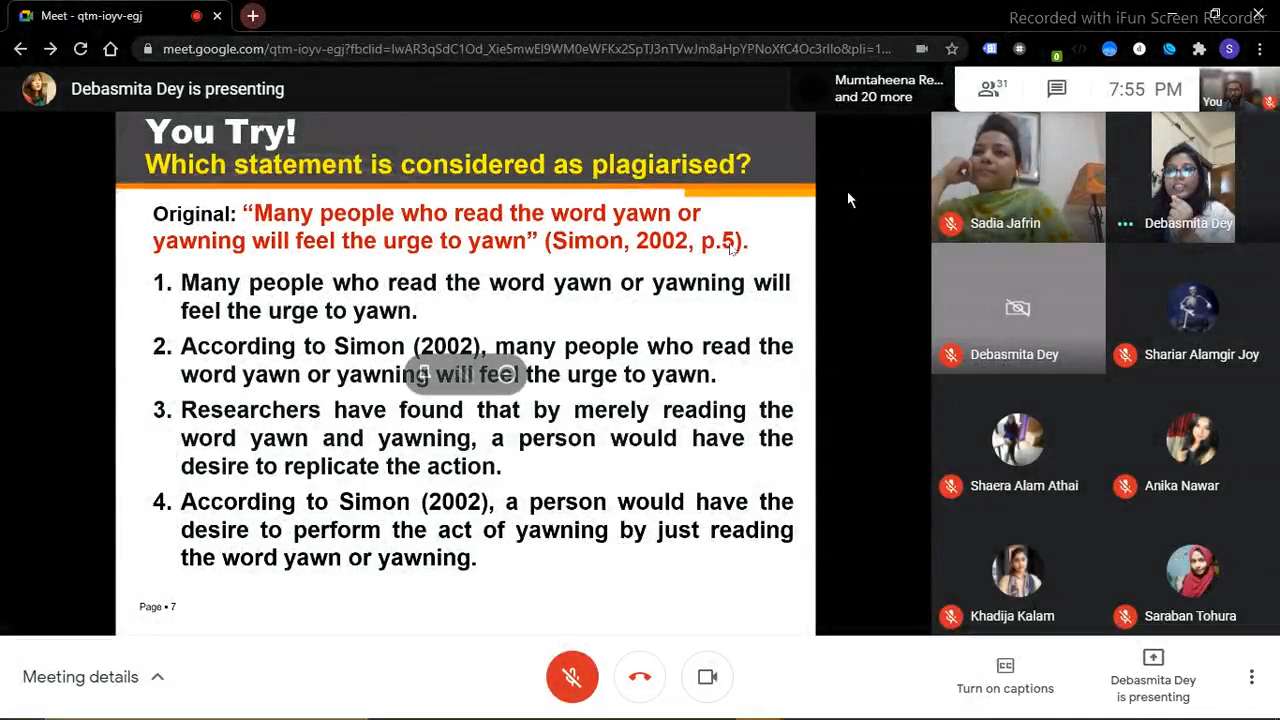 Meet - qtm-ioyv-egj
Recorded with iFun Screen Recorder
meet.google.com/qtm-ioyv-egj?fbclid=IwAR3qSdC1Od_Xie5mwEI9WM0eWFKx2SpTJ3nTVwJm8aHpYPNoXfC4Oc3rIlo&pli=1...
0
S
Debasmita Dey is presenting
Mumtaheena Re...
and 20 more
31
7:55 PM
You
You Try!
Which statement is considered as plagiarised?
Original: “Many people who read the word yawn or
yawning will feel the urge to yawn” (Simon, 2002, p.5).
1. Many people who read the word yawn or yawning will
feel the urge to yawn.
2. According to Simon (2002), many people who read the
word yawn or yawning will feel the urge to yawn.
3. Researchers have found that by merely reading the
word yawn and yawning, a person would have the
desire to replicate the action.
4. According to Simon (2002), a person would have the
desire to perform the act of yawning by just reading
the word yawn or yawning.
Page ▪ 7
Sadia Jafrin
Debasmita Dey
Debasmita Dey
Shariar Alamgir Joy
Shaera Alam Athai
Anika Nawar
Khadija Kalam
Saraban Tohura
Meeting details
Turn on captions
Debasmita Dey
is presenting